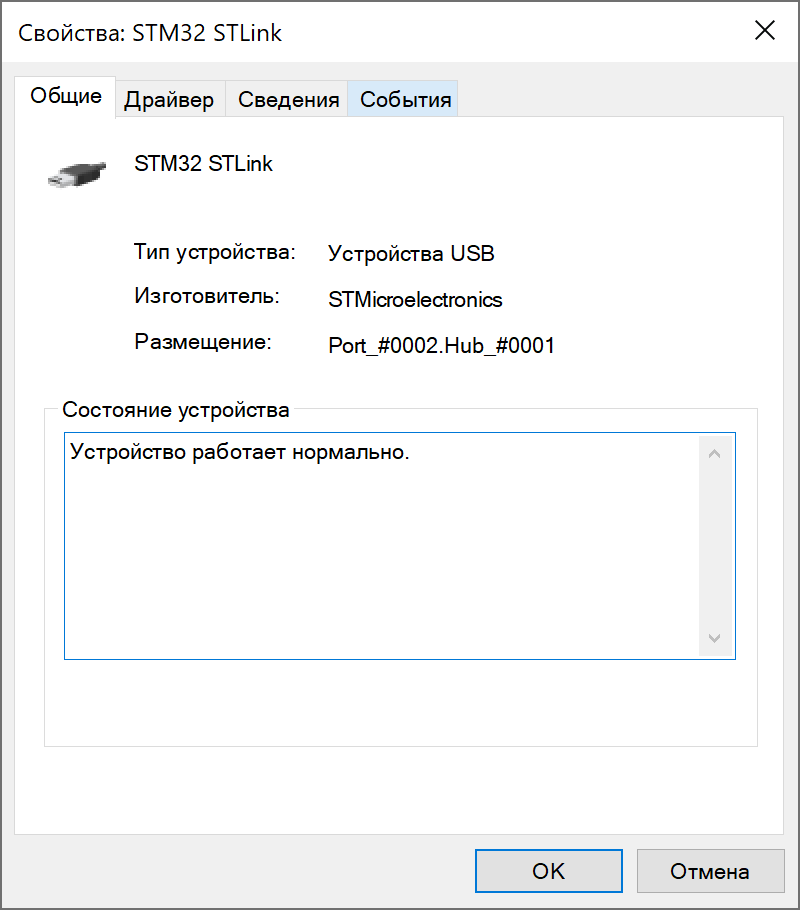 Свойства: STM32 STLink
Общие Драйвер Сведения События
STM32 STLink
Тип устройства: Устройства USB
Изготовитель: STMicroelectronics
Размещение: Port_#0002.Hub_#0001
Состояние устройства
Устройство работает нормально.
OK Отмена